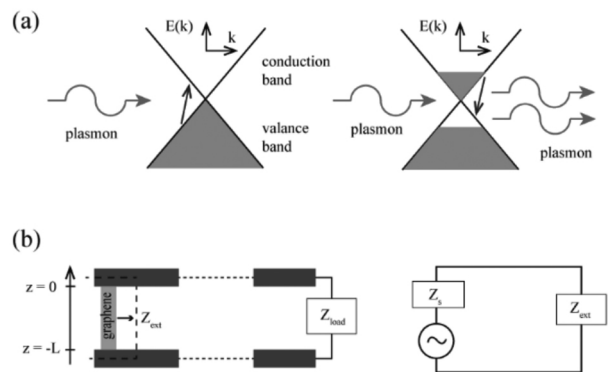 (a)
E(k)
k
conduction
band
plasmon
valance
band
E(k)
k
plasmon
plasmon
(b)
z = 0
graphene
Z_ext
z = -L
Z_load
Z_s
Z_ext